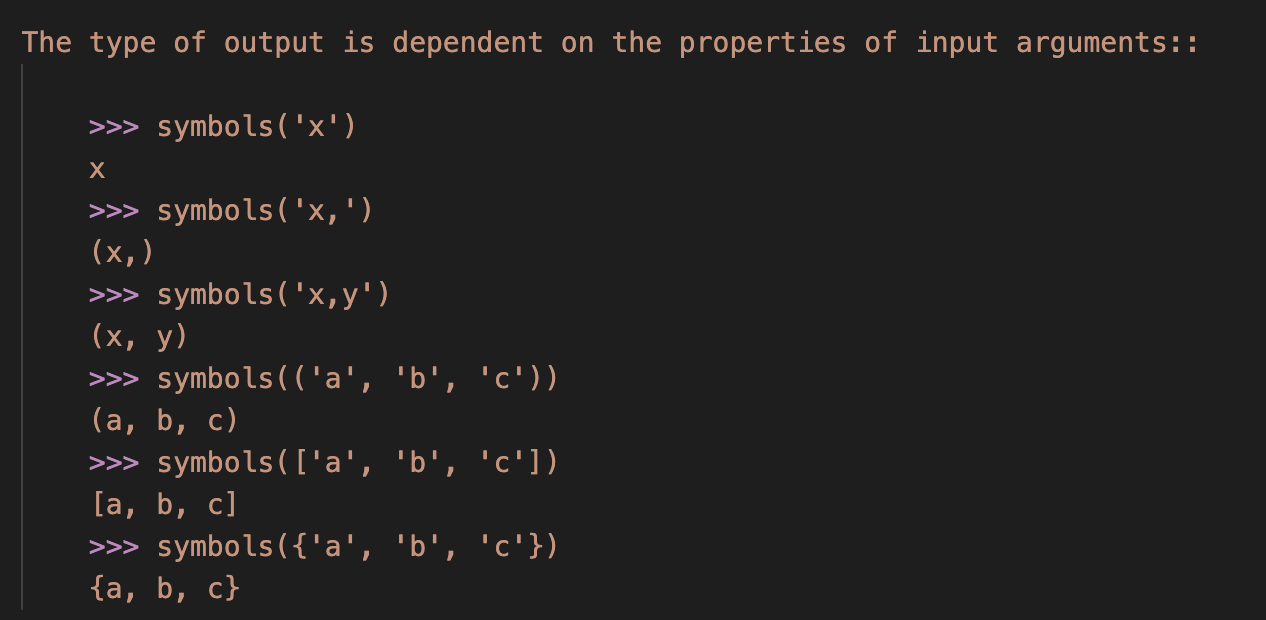 The type of output is dependent on the properties of input arguments::
>>> symbols('x')
x
>>> symbols('x,')
(x,)
>>> symbols('x,y')
(x, y)
>>> symbols(('a', 'b', 'c'))
(a, b, c)
>>> symbols(['a', 'b', 'c'])
[a, b, c]
>>> symbols({'a', 'b', 'c'})
{a, b, c}